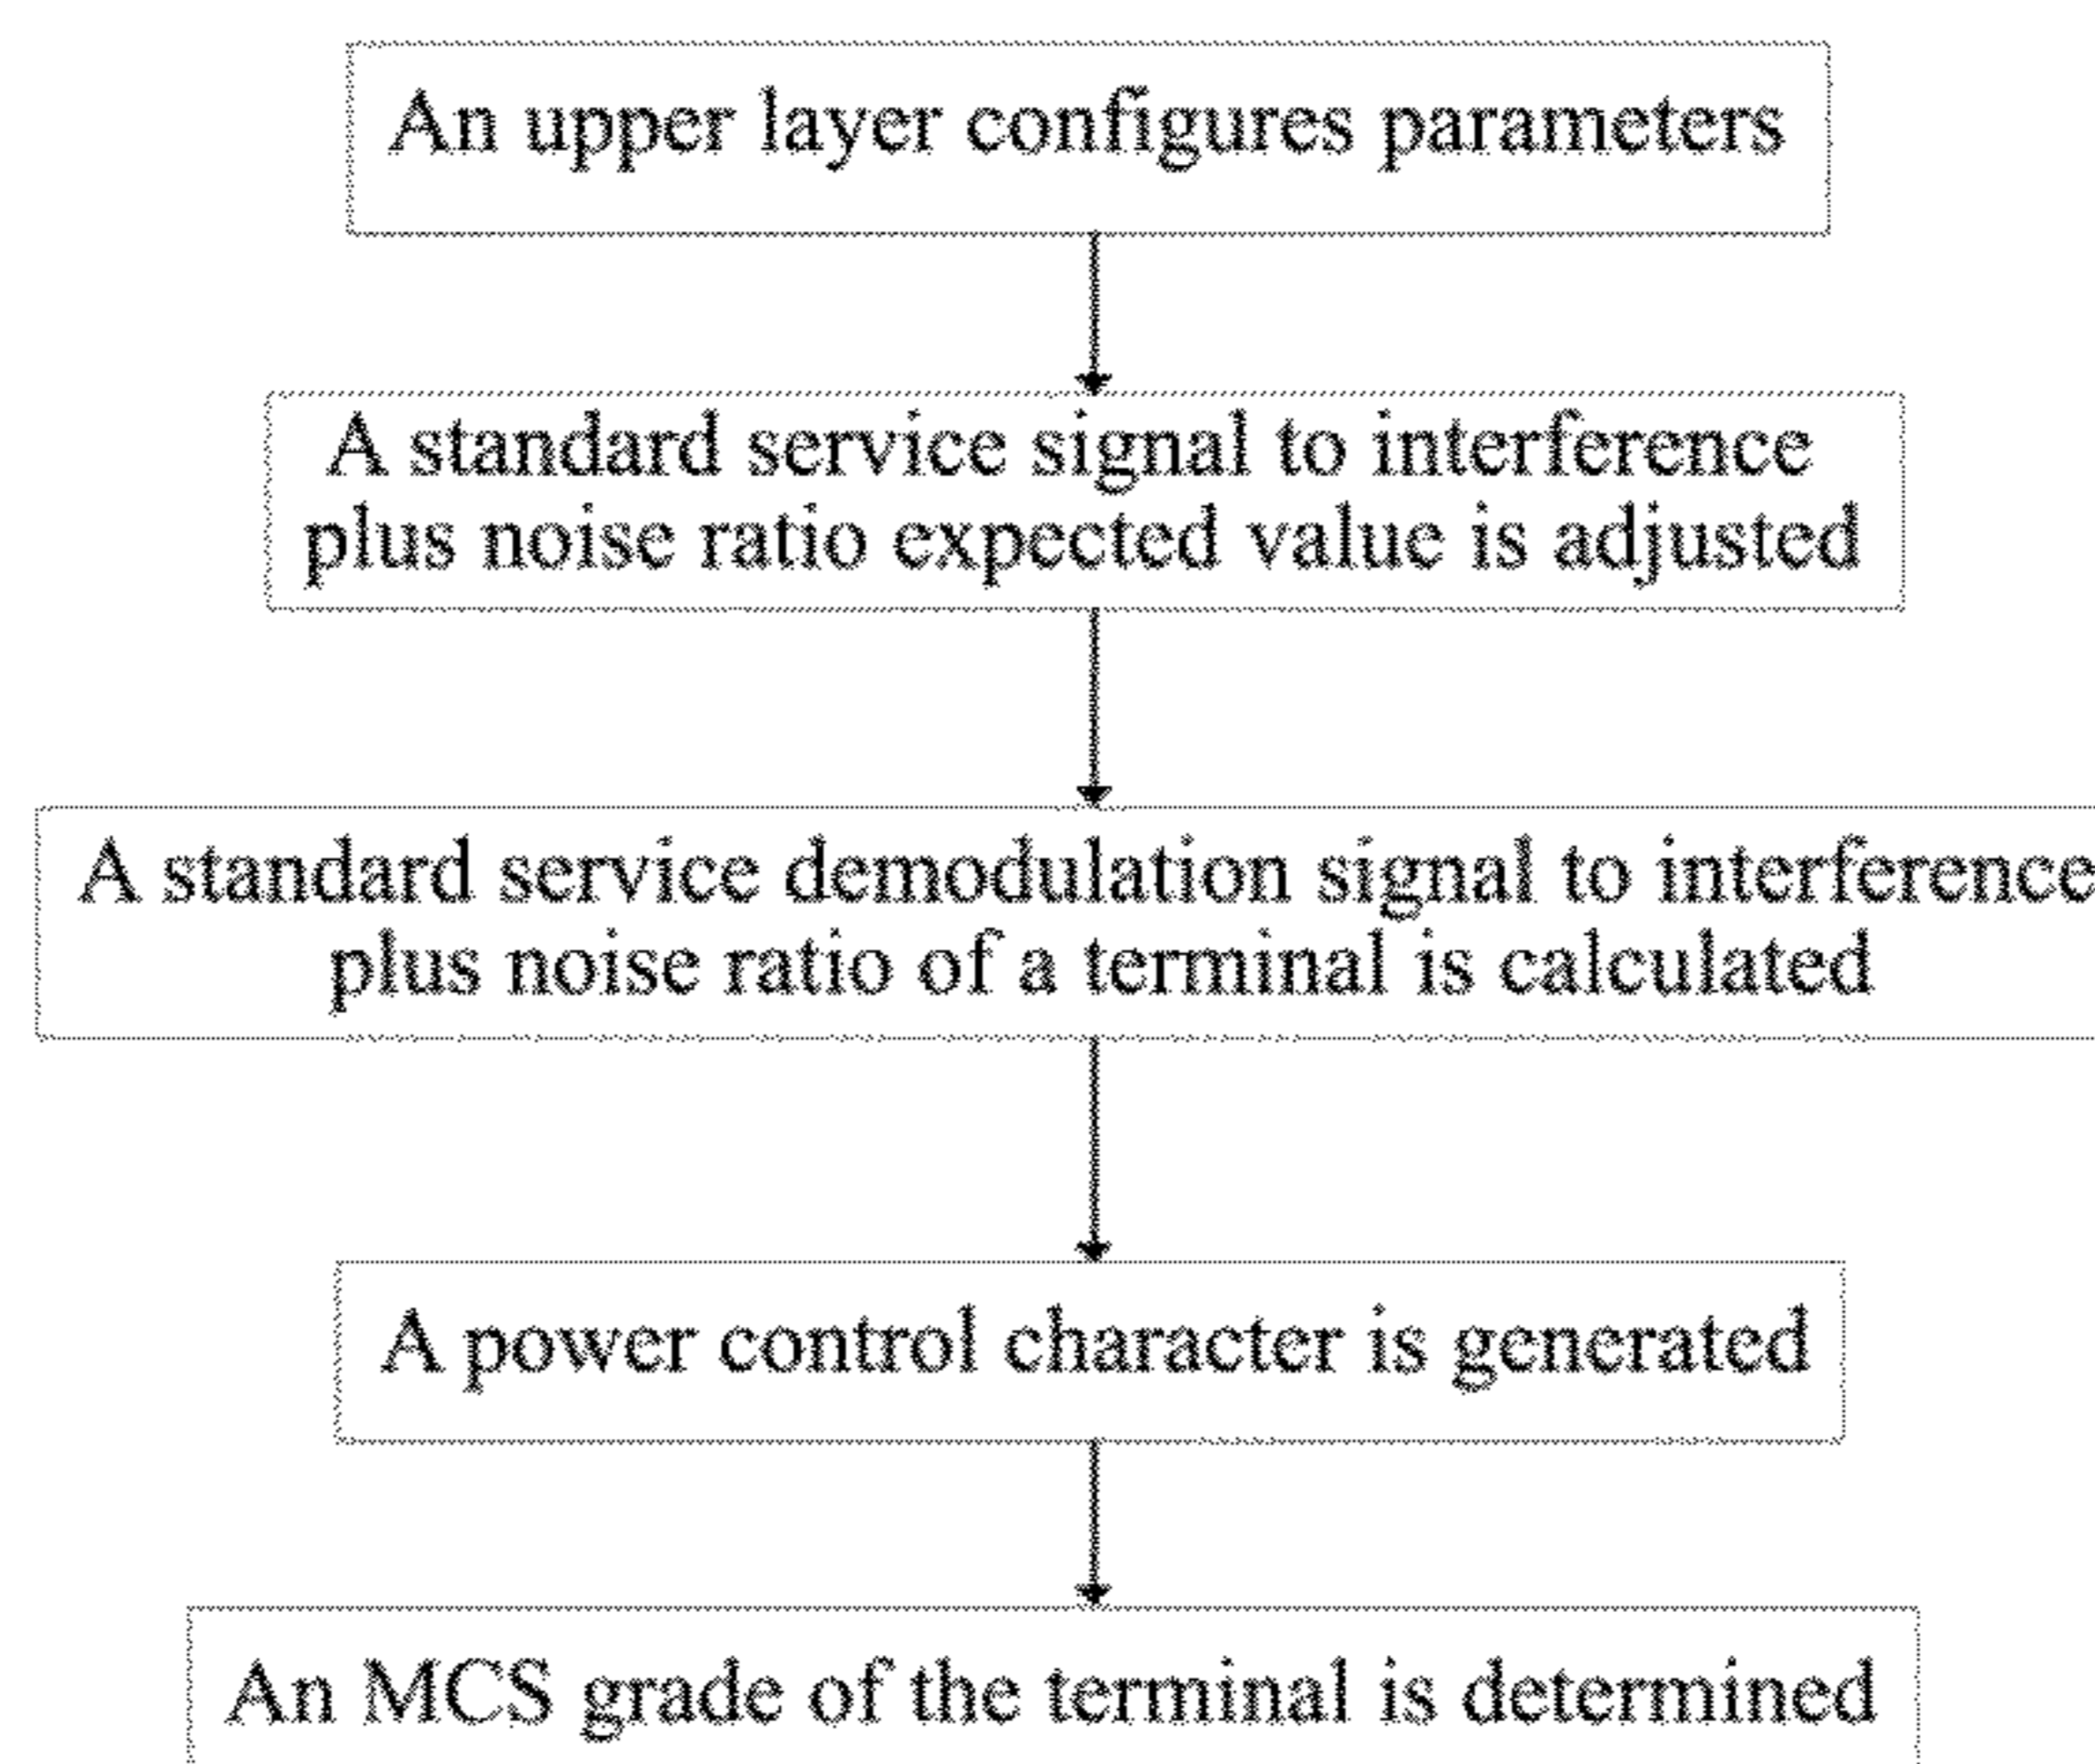 An upper layer configures parameters
A standard service signal to interference
plus noise ratio expected value is adjusted
A standard service demodulation signal to interference
plus noise ratio of a terminal is calculated
A power control character is generated
An MCS grade of the terminal is determined